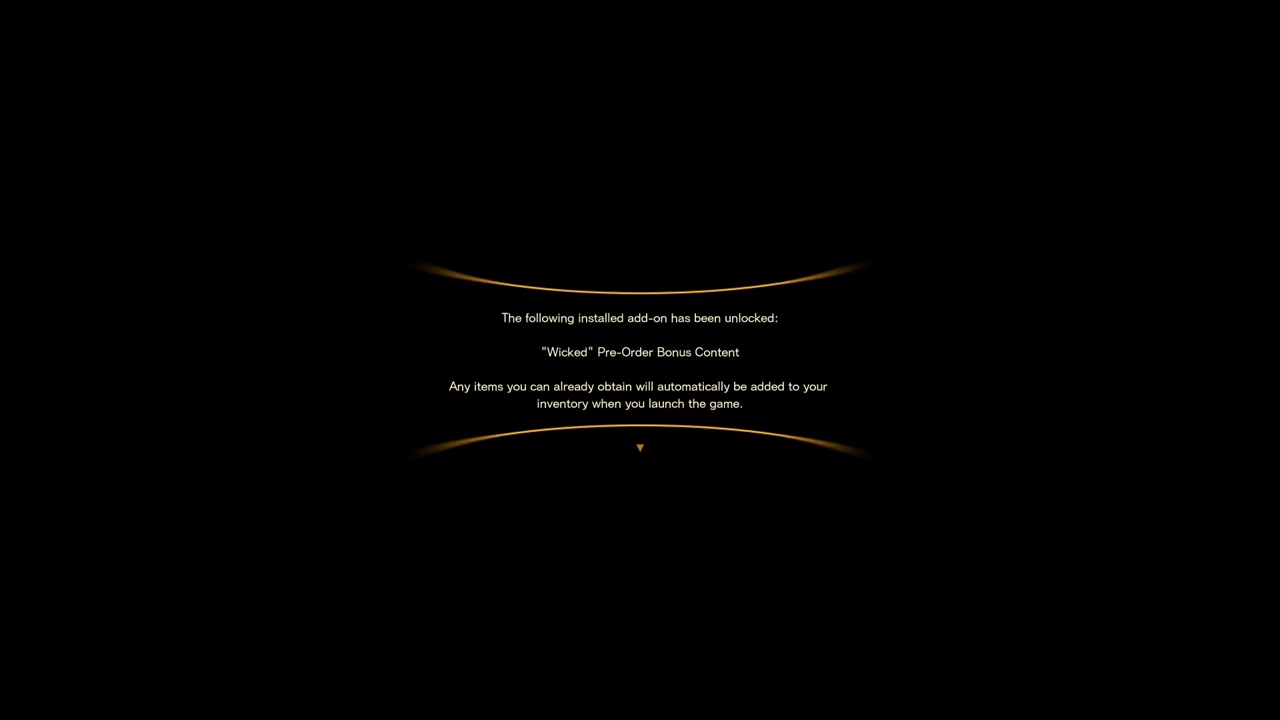 The following installed add-on has been unlocked:
"Wicked" Pre-Order Bonus Content
Any items you can already obtain will automatically be added to your
inventory when you launch the game.